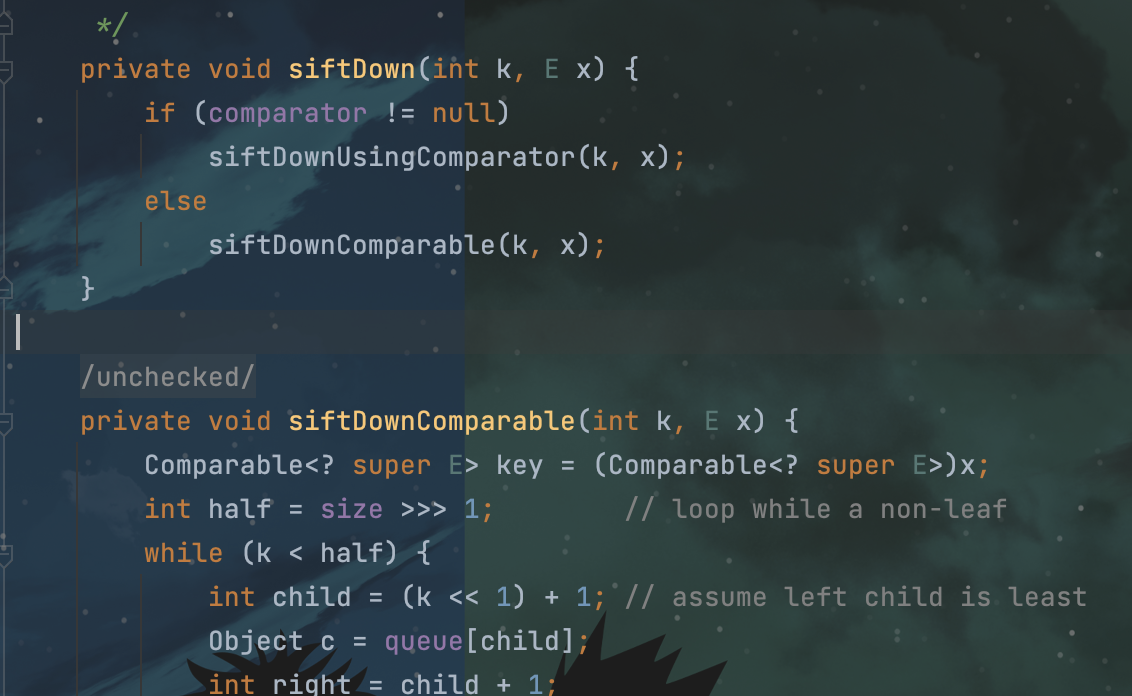 */
private void siftDown(int k, E x) {
if (comparator != null)
siftDownUsingComparator(k, x);
else
siftDownComparable(k, x);
}
/unchecked/
private void siftDownComparable(int k, E x) {
Comparable<? super E> key = (Comparable<? super E>)x;
int half = size >>> 1;        // loop while a non-leaf
while (k < half) {
int child = (k << 1) + 1; // assume left child is least
Object c = queue[child];
int right = child + 1;